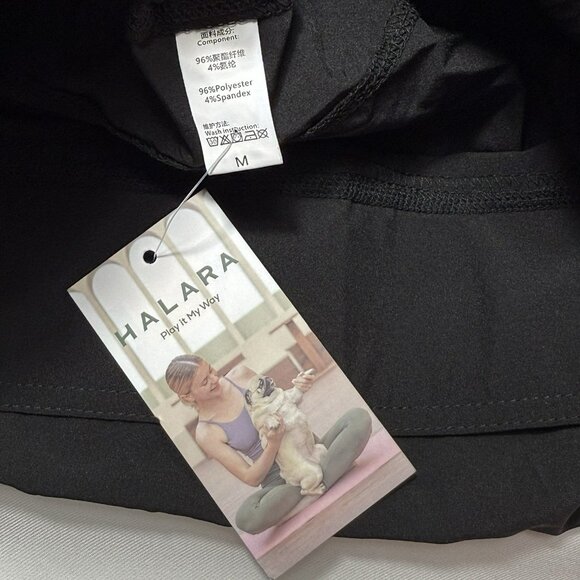 面料成分:
Component:
96%聚酯纤维
4%氨纶
96%Polyester
4%Spandex
维护方法:
Wash instruction:
M
HALARA
Play it My Way